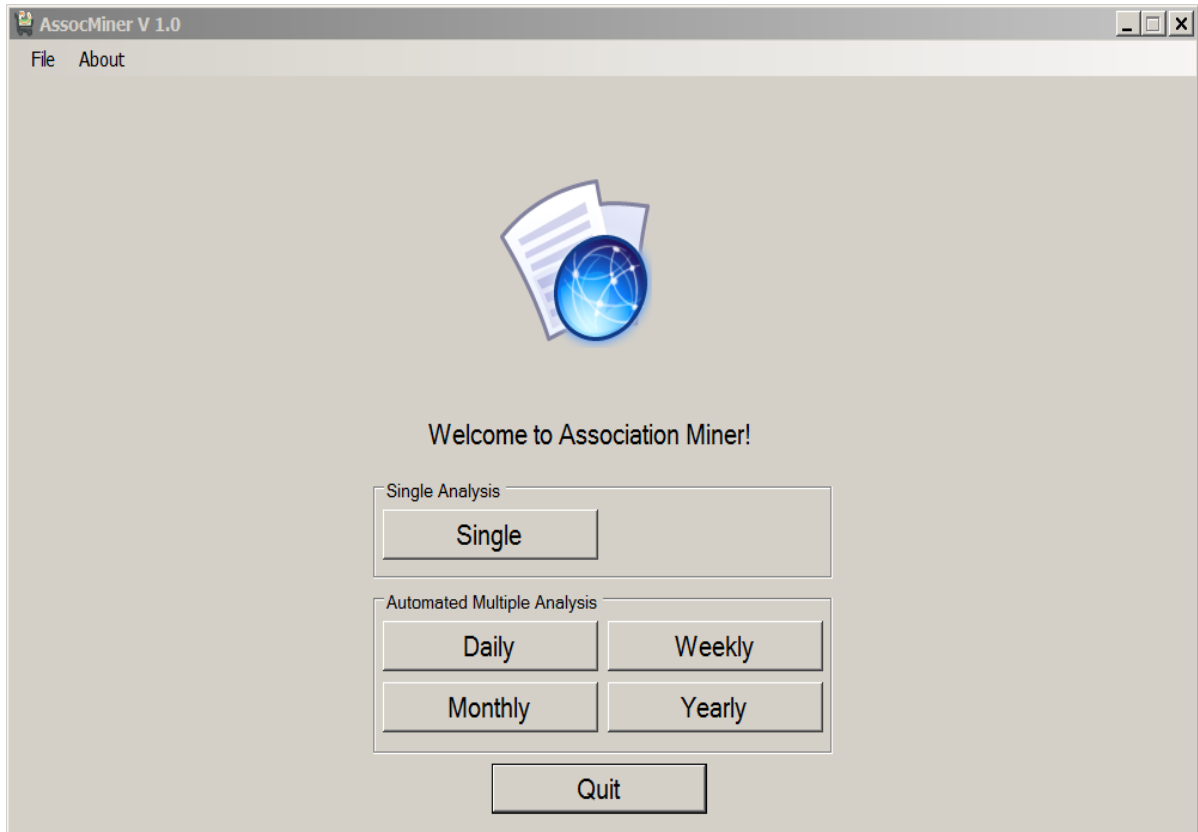 AssocMiner V 1.0
File About
Welcome to Association Miner!
Single Analysis
Single
Automated Multiple Analysis
Daily Weekly
Monthly Yearly
Quit